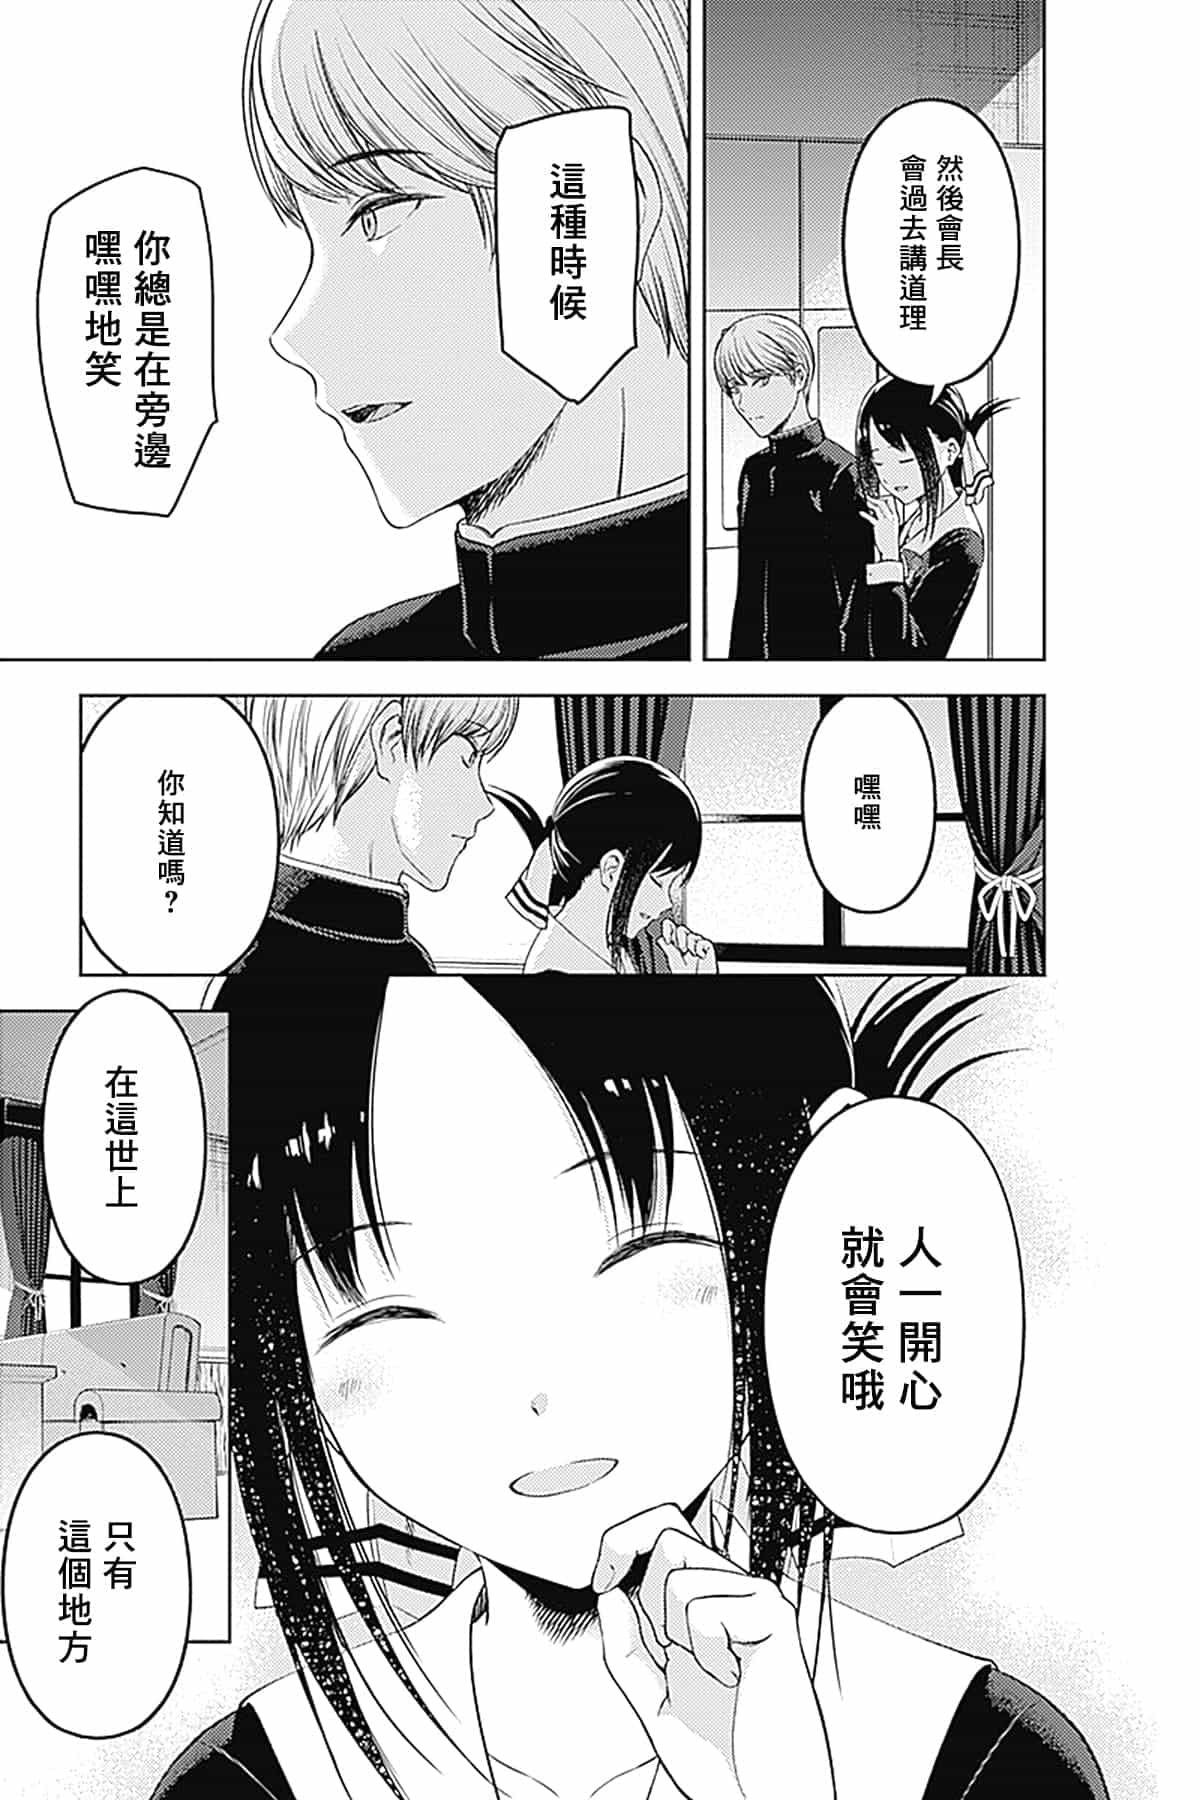 然後會長
會過去講道理
這種時候
你總是在旁邊
嘿嘿地笑
嘿嘿
你知道嗎?
人一開心
就會笑哦
在這世上
只有
這個地方